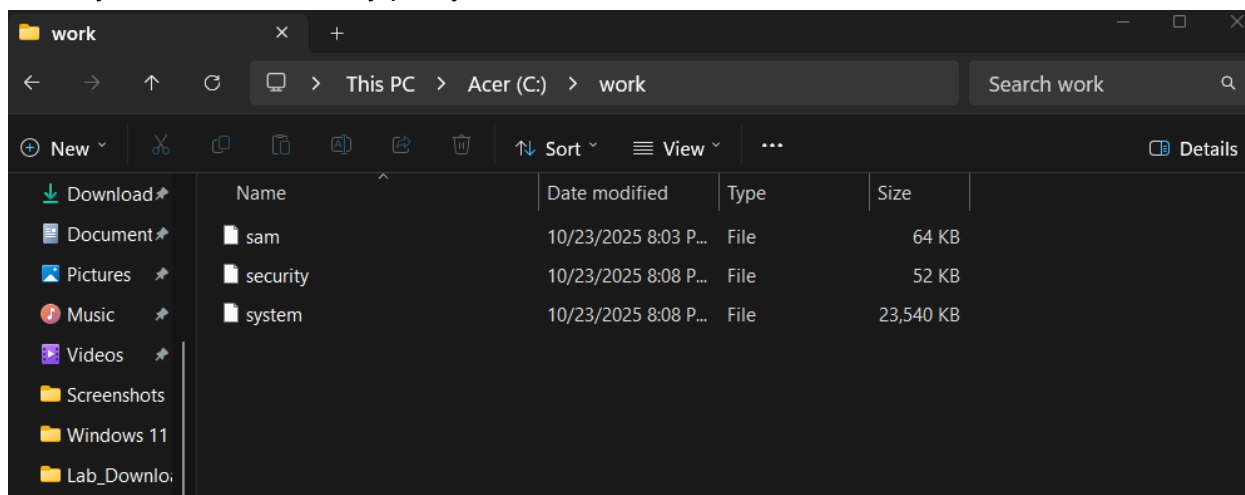 work
This PC > Acer (C:) > work
Search work
New
Sort
View
...
Details
Name
Date modified
Type
Size
Download
Document
Pictures
Music
Videos
Screenshots
Windows 11
Lab_Downlo
sam 10/23/2025 8:03 P... File 64 KB
security 10/23/2025 8:08 P... File 52 KB
system 10/23/2025 8:08 P... File 23,540 KB